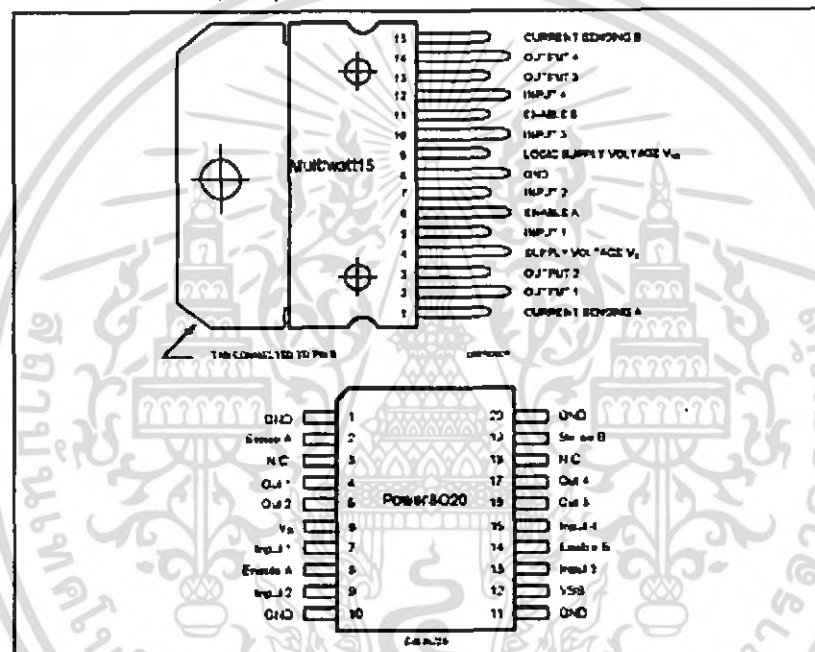 15 CURRENT SENSING B
14 OUTPUT 4
13 OUTPUT 3
12 INPUT 4
11 ENABLE B
10 INPUT 3
9 LOGIC SUPPLY VOLTAGE VSS
8 GND
7 INPUT 2
6 ENABLE A
5 INPUT 1
4 SUPPLY VOLTAGE VS
3 OUTPUT 2
2 OUTPUT 1
1 CURRENT SENSING A
Multiwatt15
TAB CONNECTED TO PIN 8
GND 1 20 GND
Sense A 2 19 Sense B
N.C. 3 18 N.C.
Out 1 4 17 Out 4
Out 2 5 16 Out 3
VS 6 15 Input 4
Input 1 7 14 Enable B
Enable A 8 13 Input 3
Input 2 9 12 VSS
GND 10 11 GND
PowerSO20